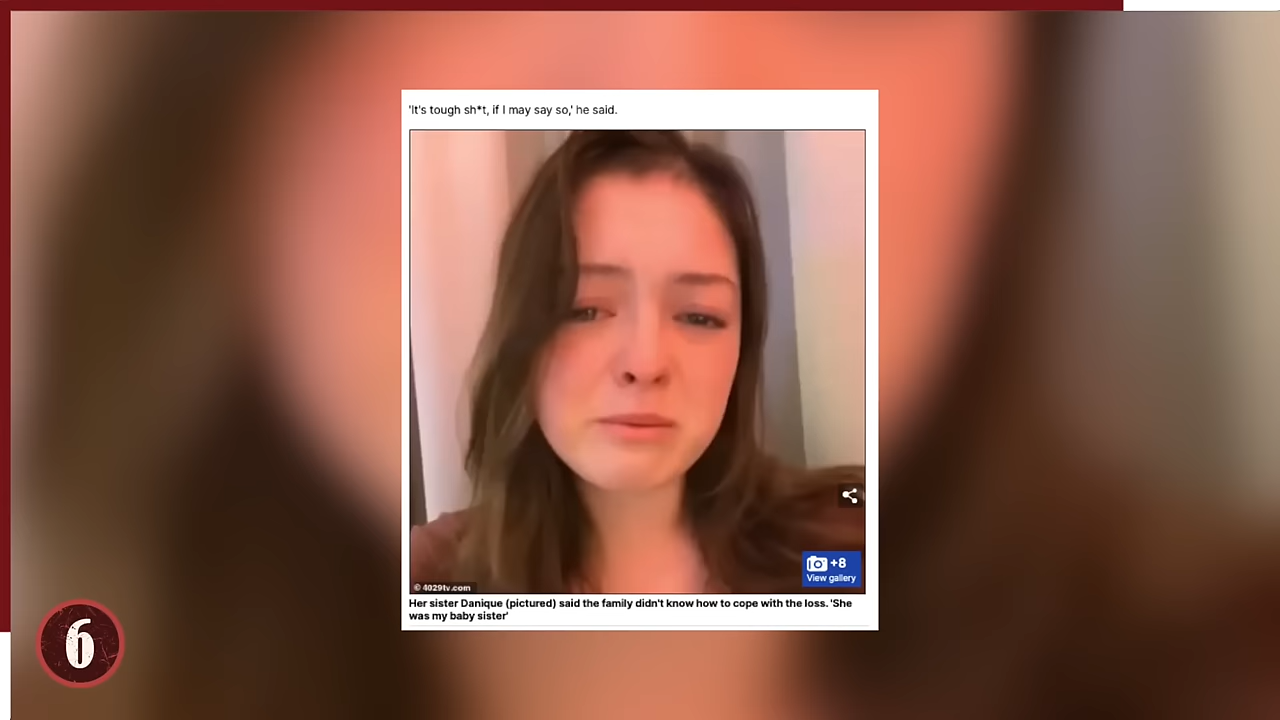 'It's tough sh*t, if I may say so,' he said.
+8
View gallery
© 4029tv.com
Her sister Danique (pictured) said the family didn't know how to cope with the loss. 'She
was my baby sister'
6